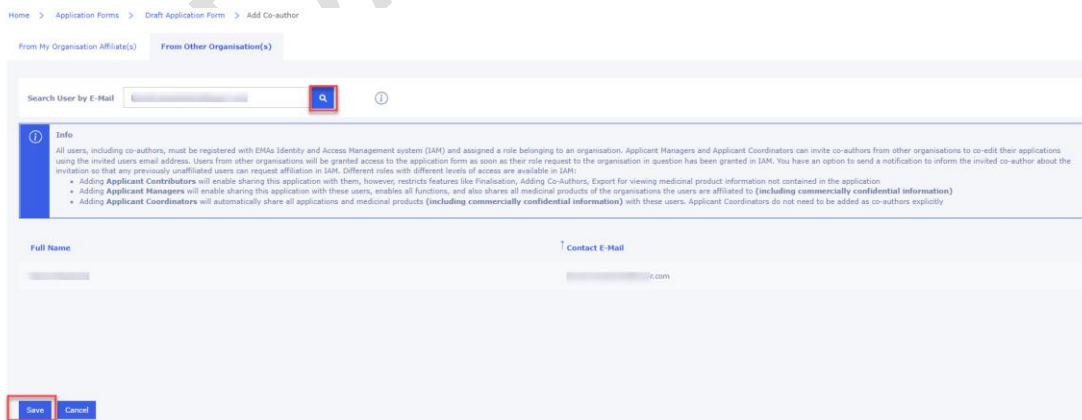 Home > Application Forms > Draft Application Form > Add Co-author
From My Organisation Affiliate(s) From Other Organisation(s)
Search User by E-Mail
Info
All users, including co-authors, must be registered with EMAs Identity and Access Management system (IAM) and assigned a role belonging to an organisation. Applicant Managers and Applicant Coordinators can invite co-authors from other organisations to co-edit their applications
using the invited users email address. Users from other organisations will be granted access to the application form as soon as their role request to the organisation in question has been granted in IAM. You have an option to send a notification to inform the invited co-author about the
invitation so that any previously unaffiliated users can request affiliation in IAM. Different roles with different levels of access are available in IAM:
• Adding Applicant Contributors will enable sharing this application with them, however, restricts features like Finalisation, Adding Co-Authors, Export for viewing medicinal product information not contained in the application
• Adding Applicant Managers will enable sharing this application with these users, enables all functions, and also shares all medicinal products of the organisations the users are affiliated to (including commercially confidential information)
• Adding Applicant Coordinators will automatically share all applications and medicinal products (including commercially confidential information) with these users. Applicant Coordinators do not need to be added as co-authors explicitly
Full Name ↑ Contact E-Mail
r.com
Save Cancel